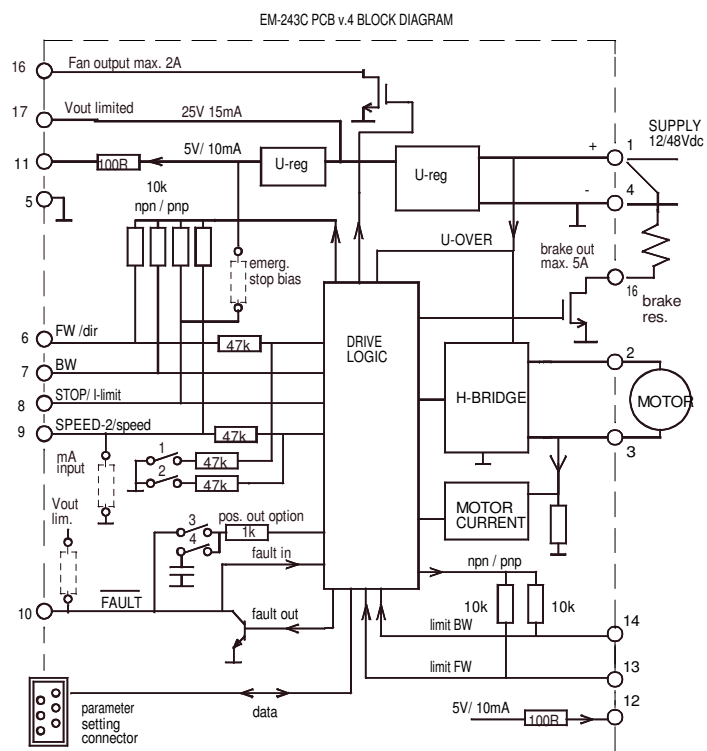 EM-243C PCB v.4 BLOCK DIAGRAM
16
Fan output max. 2A
17
Vout limited
25V 15mA
11
100R
5V/ 10mA
U-reg
U-reg
+
1
SUPPLY
12/48Vdc
-
4
5
10k
npn / pnp
emerg.
stop bias
U-OVER
brake out
max. 5A
16
brake
res.
6
FW /dir
47k
7
BW
8
STOP/ I-limit
9
SPEED-2/speed
47k
DRIVE
LOGIC
H-BRIDGE
2
MOTOR
3
mA
input
1
47k
2
47k
MOTOR
CURRENT
Vout
lim.
3
pos. out option
1k
4
fault in
10
FAULT
fault out
npn / pnp
10k
10k
limit BW
14
limit FW
13
5V/ 10mA
100R
12
parameter
setting
connector
data